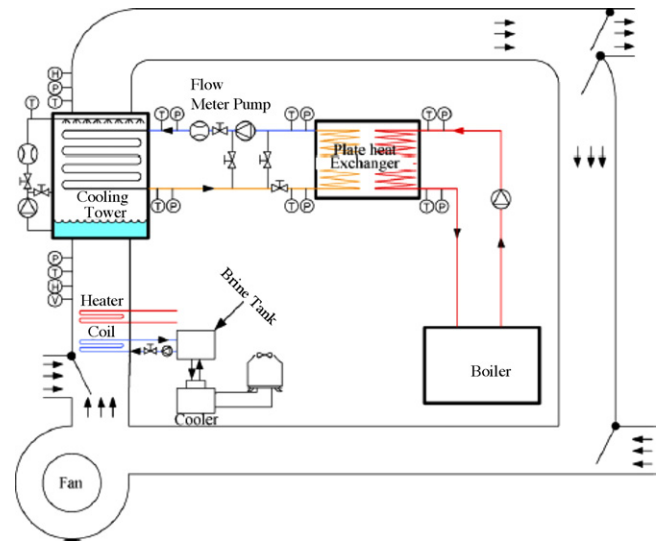 Flow
Meter Pump
H
P
T
T
T P
T P
T P
Plate heat
Exchanger
Cooling
Tower
T P
T P
T P
P
T
H
V
Heater
Brine Tank
Coil
Boiler
Cooler
Fan